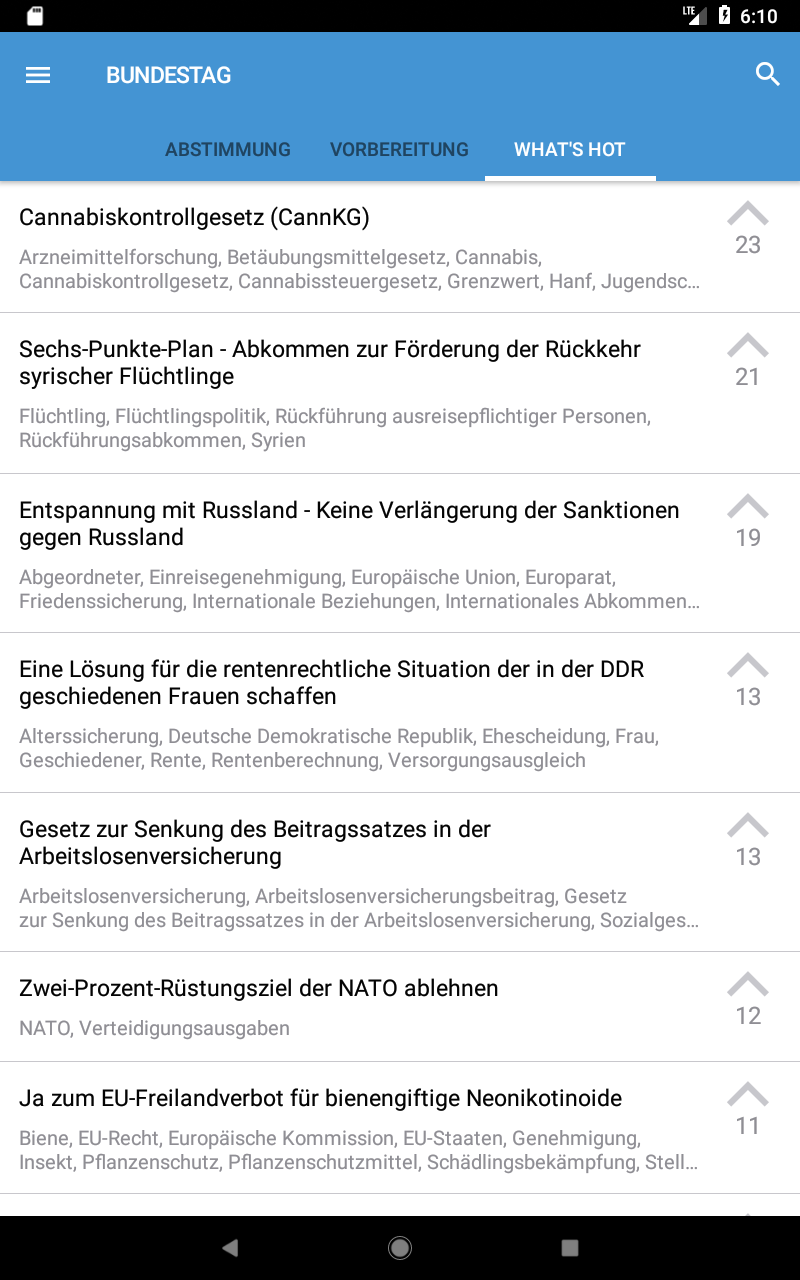 LTE 6:10
BUNDESTAG
ABSTIMMUNG VORBEREITUNG WHAT'S HOT
Cannabiskontrollgesetz (CannKG)
23
Arzneimittelforschung, Betäubungsmittelgesetz, Cannabis,
Cannabiskontrollgesetz, Cannabissteuergesetz, Grenzwert, Hanf, Jugendsc...
Sechs-Punkte-Plan - Abkommen zur Förderung der Rückkehr
syrischer Flüchtlinge
21
Flüchtling, Flüchtlingspolitik, Rückführung ausreisepflichtiger Personen,
Rückführungsabkommen, Syrien
Entspannung mit Russland - Keine Verlängerung der Sanktionen
gegen Russland
19
Abgeordneter, Einreisegenehmigung, Europäische Union, Europarat,
Friedenssicherung, Internationale Beziehungen, Internationales Abkommen...
Eine Lösung für die rentenrechtliche Situation der in der DDR
geschiedenen Frauen schaffen
13
Alterssicherung, Deutsche Demokratische Republik, Ehescheidung, Frau,
Geschiedener, Rente, Rentenberechnung, Versorgungsausgleich
Gesetz zur Senkung des Beitragssatzes in der
Arbeitslosenversicherung
13
Arbeitslosenversicherung, Arbeitslosenversicherungsbeitrag, Gesetz
zur Senkung des Beitragssatzes in der Arbeitslosenversicherung, Sozialges...
Zwei-Prozent-Rüstungsziel der NATO ablehnen
12
NATO, Verteidigungsausgaben
Ja zum EU-Freilandverbot für bienengiftige Neonikotinoide
11
Biene, EU-Recht, Europäische Kommission, EU-Staaten, Genehmigung,
Insekt, Pflanzenschutz, Pflanzenschutzmittel, Schädlingsbekämpfung, Stell...